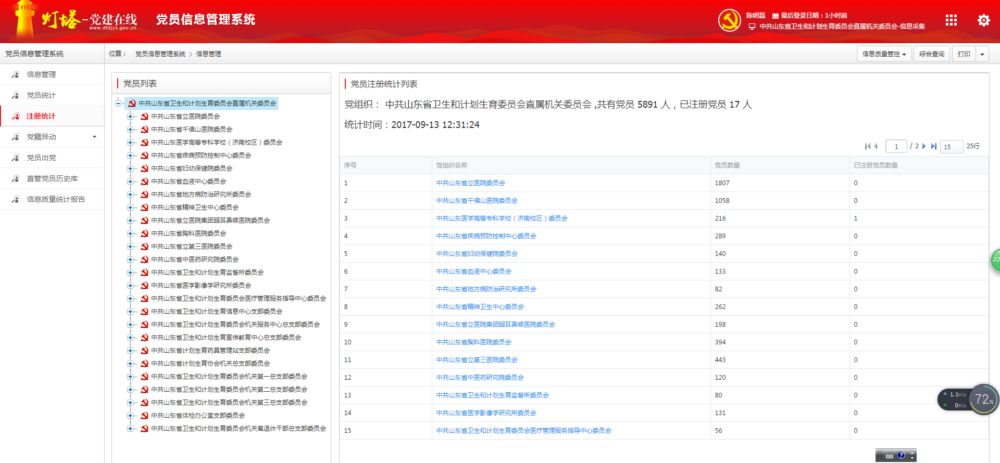 灯塔-党建在线
www.dtdjzx.gov.cn
党员信息管理系统
陈明磊 最后登录日期：1小时前
中共山东省卫生和计划生育委员会直属机关委员会-信息采集
党员信息管理系统
位置： 党员信息管理系统 > 信息管理
信息质量管控 综合查询 打印
信息管理
党员统计
注册统计
党籍异动
党员出党
直管党员历史库
信息质量统计报告
党员列表
中共山东省卫生和计划生育委员会直属机关委员会
中共山东省立医院委员会
中共山东省千佛山医院委员会
中共山东医学高等专科学校（济南校区）委员会
中共山东省疾病预防控制中心委员会
中共山东省妇幼保健院委员会
中共山东省血液中心委员会
中共山东省地方病防治研究所委员会
中共山东省精神卫生中心委员会
中共山东省立医院集团眼耳鼻喉医院委员会
中共山东省胸科医院委员会
中共山东省立第三医院委员会
中共山东省中医药研究院委员会
中共山东省卫生和计划生育监督所委员会
中共山东省医学影像学研究所委员会
中共山东省卫生和计划生育委员会医疗管理服务指导中心委员会
中共山东省卫生和计划生育信息中心支部委员会
中共山东省卫生和计划生育委员会机关服务中心总支部委员会
中共山东省卫生和计划生育宣传教育中心总支部委员会
中共山东省计划生育药具管理站支部委员会
中共山东省计划生育协会机关总支部委员会
中共山东省卫生和计划生育委员会机关第一总支部委员会
中共山东省卫生和计划生育委员会机关第二总支部委员会
中共山东省卫生和计划生育委员会机关第三总支部委员会
中共山东省体检办公室支部委员会
中共山东省卫生和计划生育委员会机关离退休干部总支部委员会
党员注册统计列表
党组织： 中共山东省卫生和计划生育委员会直属机关委员会 ,共有党员 5891 人，已注册党员 17 人
统计时间：2017-09-13 12:31:24
1 / 2 15 25行
序号 党组织名称 党员数量 已注册党员数量
1 中共山东省立医院委员会 1807 0
2 中共山东省千佛山医院委员会 1058 0
3 中共山东医学高等专科学校（济南校区）委员会 216 1
4 中共山东省疾病预防控制中心委员会 289 0
5 中共山东省妇幼保健院委员会 140 0
6 中共山东省血液中心委员会 133 0
7 中共山东省地方病防治研究所委员会 82 0
8 中共山东省精神卫生中心委员会 262 0
9 中共山东省立医院集团眼耳鼻喉医院委员会 198 0
10 中共山东省胸科医院委员会 394 0
11 中共山东省立第三医院委员会 443 0
12 中共山东省中医药研究院委员会 120 0
13 中共山东省卫生和计划生育监督所委员会 80 0
14 中共山东省医学影像学研究所委员会 131 0
15 中共山东省卫生和计划生育委员会医疗管理服务指导中心委员会 56 0
72
1.1K/s
0K/s
72%